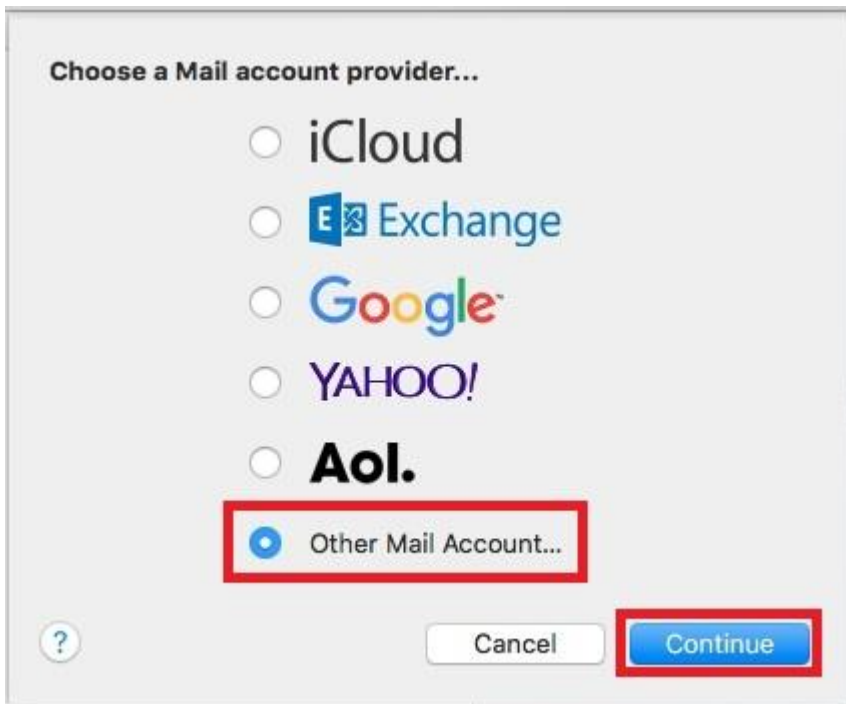 Choose a Mail account provider...
iCloud
E Exchange
Google
YAHOO!
Aol.
Other Mail Account...
? Cancel Continue